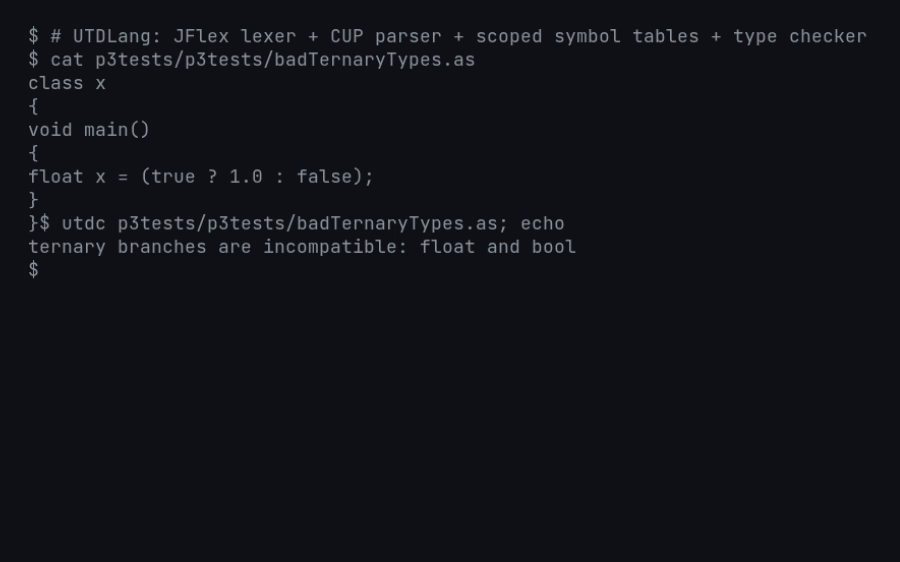 $ # UTDLang: JFlex lexer + CUP parser + scoped symbol tables + type checker
$ cat p3tests/p3tests/badTernaryTypes.as
class x
{
void main()
{
float x = (true ? 1.0 : false);
}
}$ utdc p3tests/p3tests/badTernaryTypes.as; echo
ternary branches are incompatible: float and bool
$